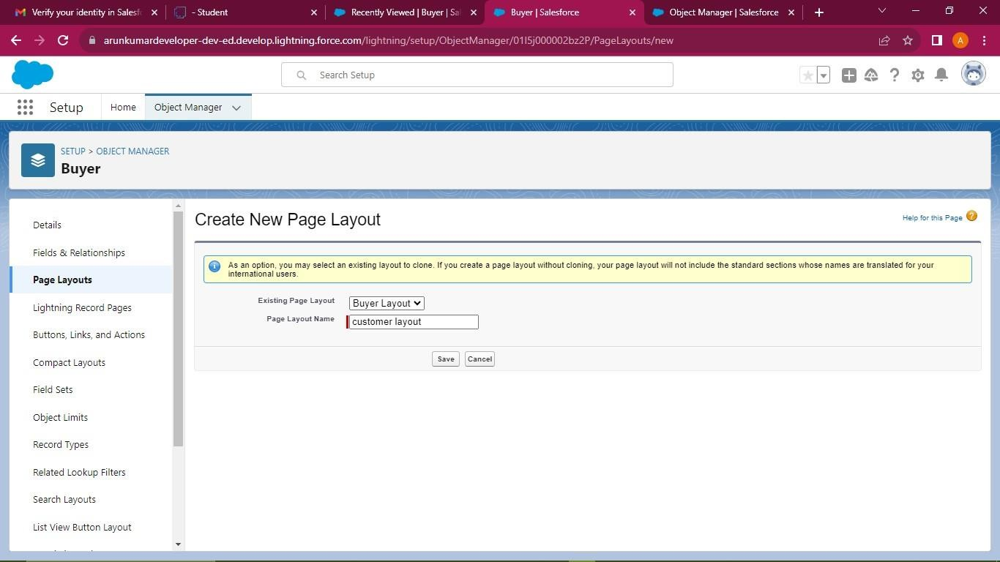 Verify your identity in Salesf
- Student
Recently Viewed | Buyer | Sal
Buyer | Salesforce
Object Manager | Salesforce
arunkumardeveloper-dev-ed.develop.lightning.force.com/lightning/setup/ObjectManager/01I5j000002bz2P/PageLayouts/new
A
Search Setup
Setup
Home
Object Manager
SETUP > OBJECT MANAGER
Buyer
Details
Fields & Relationships
Page Layouts
Lightning Record Pages
Buttons, Links, and Actions
Compact Layouts
Field Sets
Object Limits
Record Types
Related Lookup Filters
Search Layouts
List View Button Layout
Create New Page Layout
Help for this Page
As an option, you may select an existing layout to clone. If you create a page layout without cloning, your page layout will not include the standard sections whose names are translated for your
international users.
Existing Page Layout
Buyer Layout
Page Layout Name
customer layout
Save
Cancel